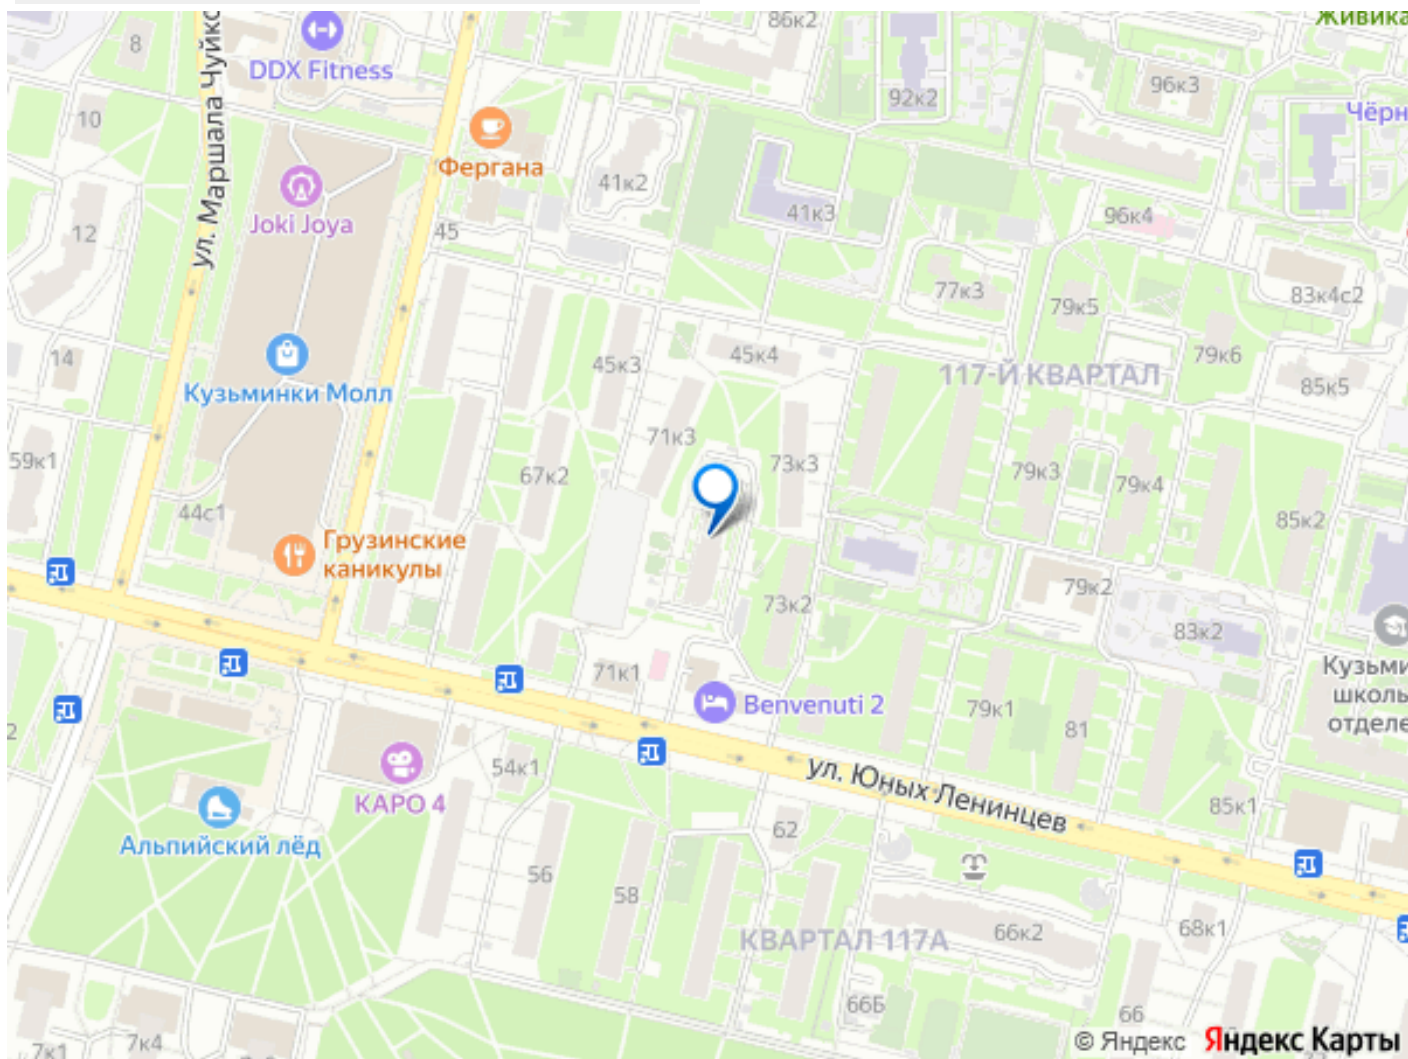 86к2
Живика
8
DDX Fitness
96к3
92к2
Чёрн
10
ул. Маршала Чуйко
Фергана
41к2
Joki Joya
41к3
96к4
12
45
77к3
79к5
83к4с2
14
45к3
45к4
79к6
117-Й КВАРТАЛ
85к5
Кузьминки Молл
71к3
59к1
67к2
73к3
79к3
79к4
44с1
85к2
Грузинские
каникулы
79к2
73к2
83к2
Кузьми
школь
отделе
71к1
Benvenuti 2
79к1
81
2
54к1
ул. Юных Ленинцев
КАРО 4
85к1
62
Альпийский лёд
56
58
КВАРТАЛ 117А
66к2
68к1
66Б
66
7к1
7к4
© Яндекс Яндекс Карты